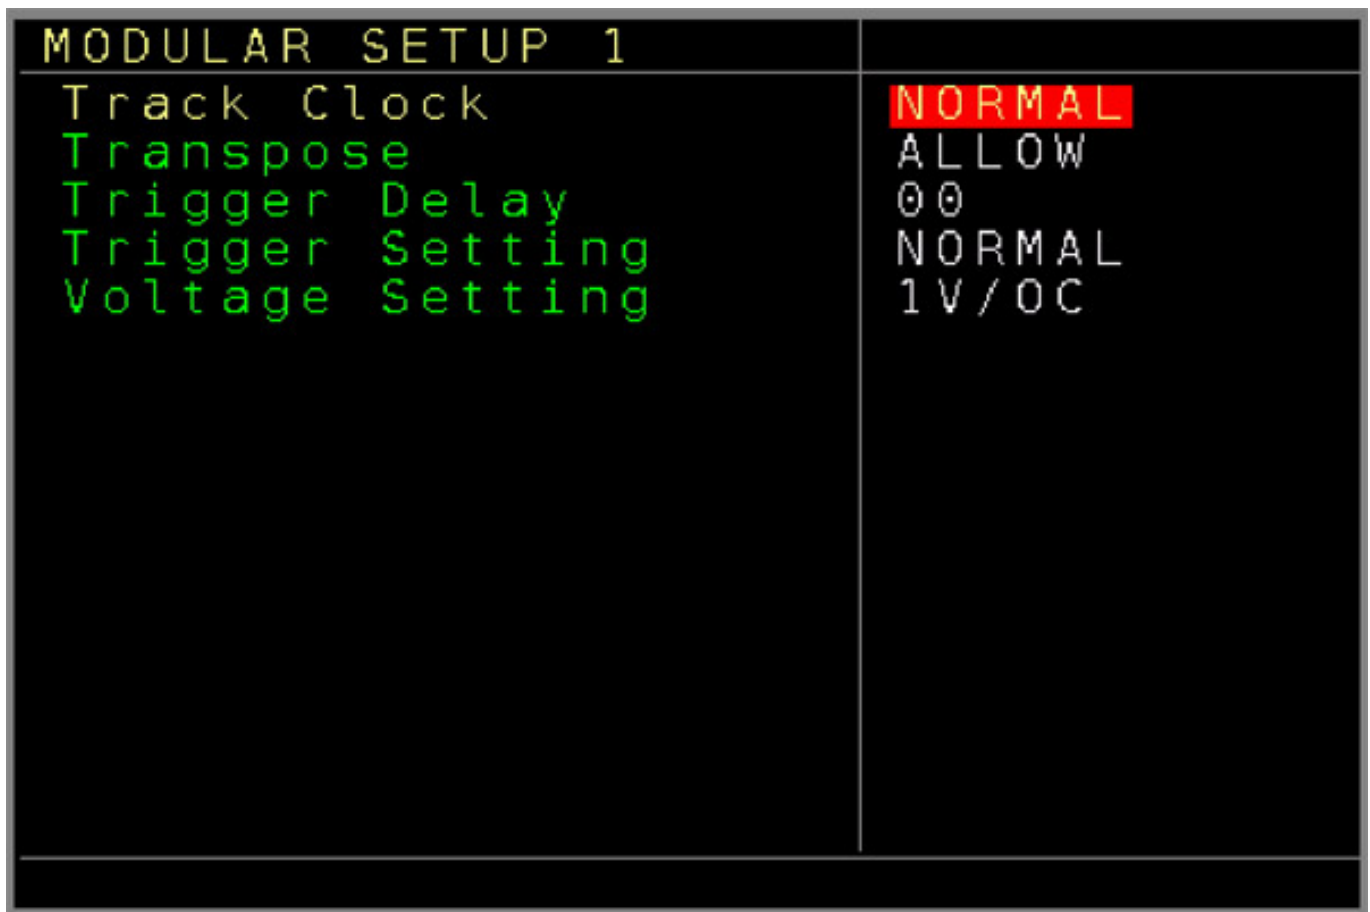 MODULAR SETUP 1
Track Clock NORMAL
Transpose ALLOW
Trigger Delay 00
Trigger Setting NORMAL
Voltage Setting 1V/OC